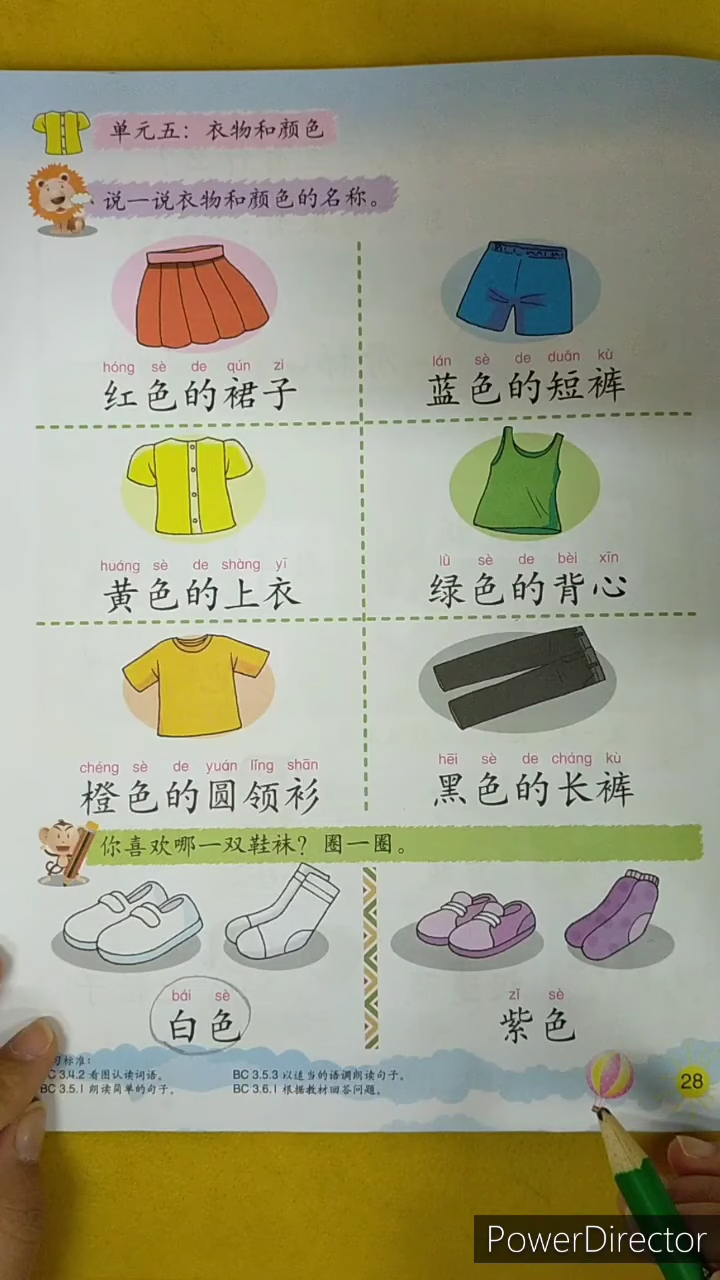 单元五：衣物和颜色
说一说衣物和颜色的名称。
hóng sè de qún zi
红色的裙子
lán sè de duǎn kù
蓝色的短裤
huáng sè de shàng yī
黄色的上衣
lǜ sè de bèi xīn
绿色的背心
chéng sè de yuán lǐng shān
橙色的圆领衫
hēi sè de cháng kù
黑色的长裤
你喜欢哪一双鞋袜？圈一圈。
bái sè
白色
zǐ sè
紫色
习标准：
BC 3.4.2 看图认读词语。
BC 3.5.3 以适当的语调朗读句子。
BC 3.5.1 朗读简单的句子。
BC 3.6.1 根据教材回答问题。
28
PowerDirector